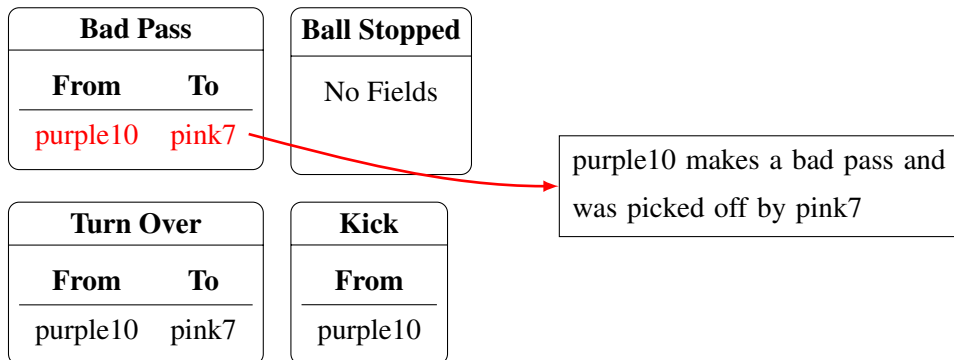 Bad Pass
From To
purple10 pink7
Ball Stopped
No Fields
Turn Over
From To
purple10 pink7
Kick
From
purple10
purple10 makes a bad pass and
was picked off by pink7